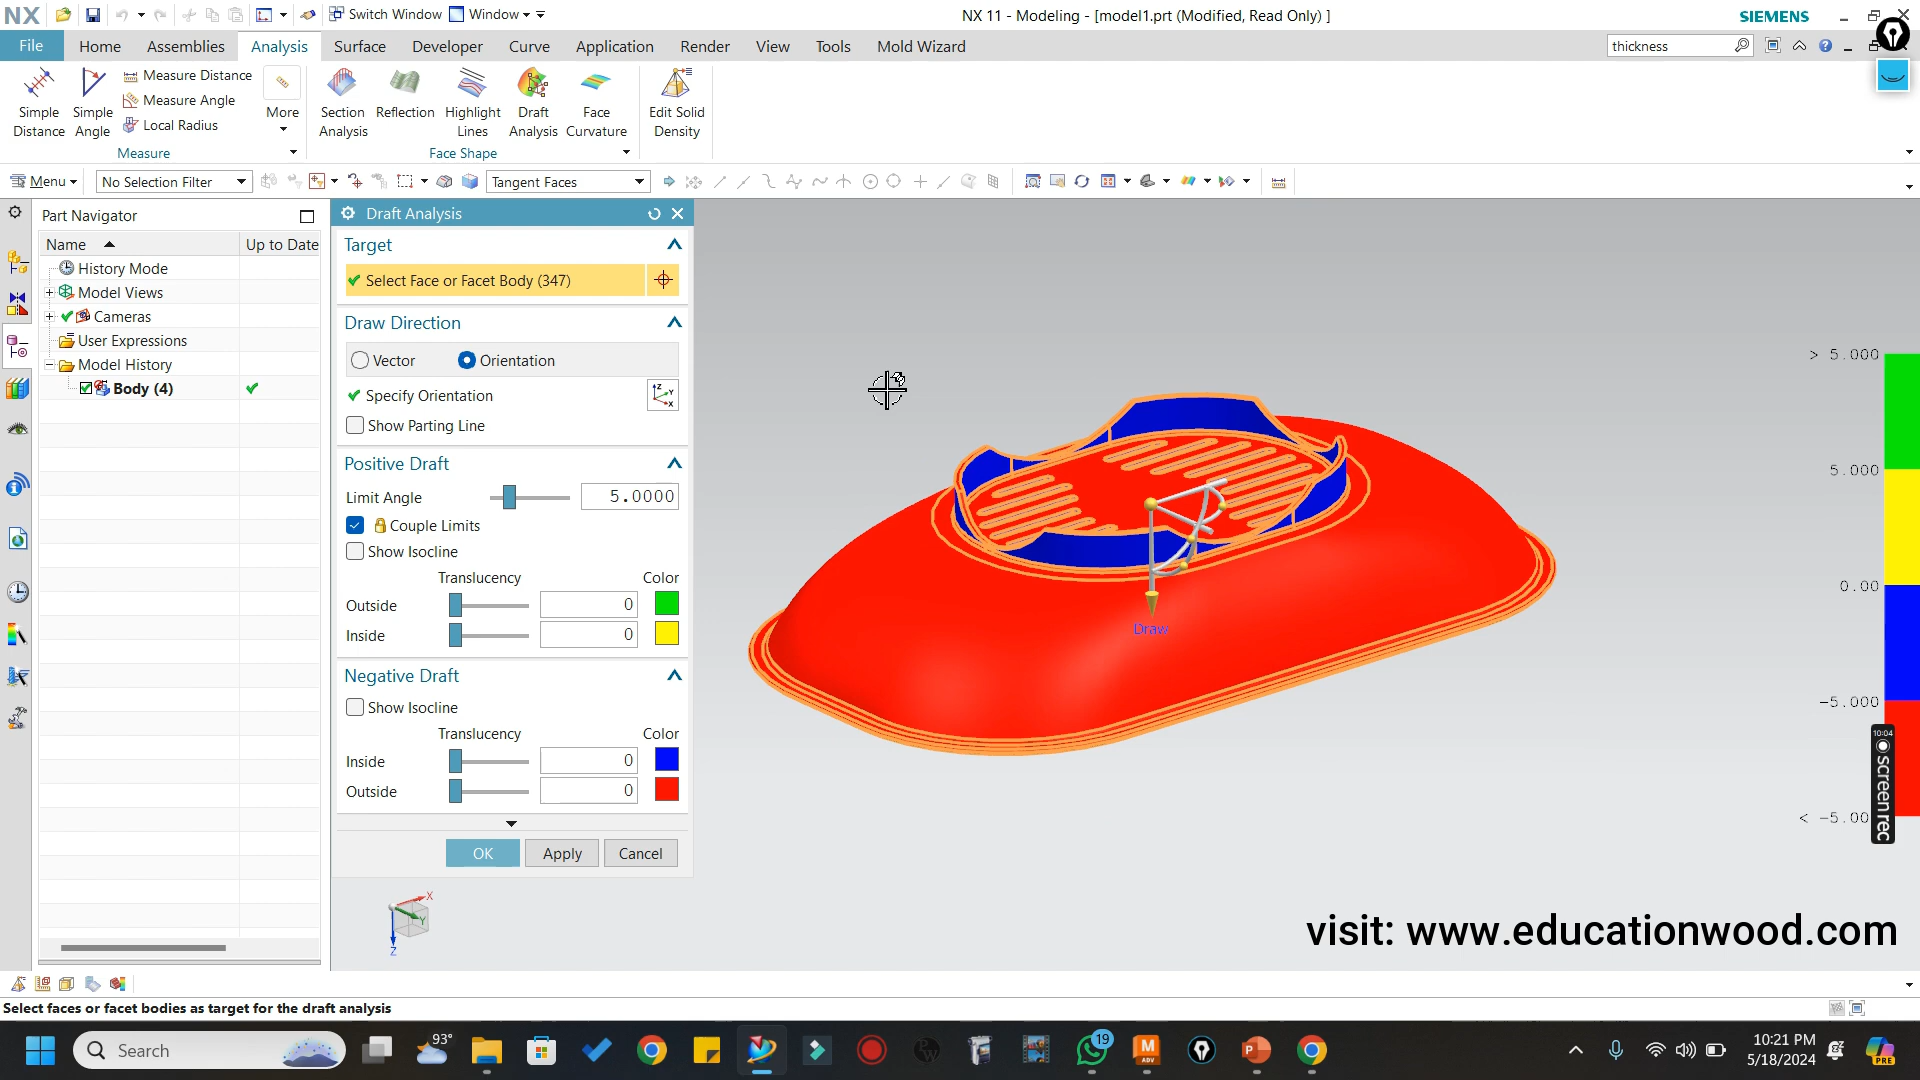 NX
Switch Window
Window
NX 11 - Modeling - [model1.prt (Modified, Read Only) ]
SIEMENS
File
Home
Assemblies
Analysis
Surface
Developer
Curve
Application
Render
View
Tools
Mold Wizard
thickness
Simple Distance
Simple Angle
Measure Distance
Measure Angle
Local Radius
More
Measure
Section Analysis
Reflection
Highlight Lines
Draft Analysis
Face Curvature
Face Shape
Edit Solid Density
Menu
No Selection Filter
Tangent Faces
Part Navigator
Name
Up to Date
History Mode
Model Views
Cameras
User Expressions
Model History
Body (4)
Draft Analysis
Target
Select Face or Facet Body (347)
Draw Direction
Vector
Orientation
Specify Orientation
Show Parting Line
Positive Draft
Limit Angle
5.0000
Couple Limits
Show Isocline
Translucency
Color
Outside
0
Inside
0
Negative Draft
Show Isocline
Translucency
Color
Inside
0
Outside
0
OK
Apply
Cancel
Draw
> 5.000
5.000
0.00
-5.000
< -5.00
10:04
screenrec
X
Y
Z
visit: www.educationwood.com
Select faces or facet bodies as target for the draft analysis
Search
93°
19
10:21 PM
5/18/2024